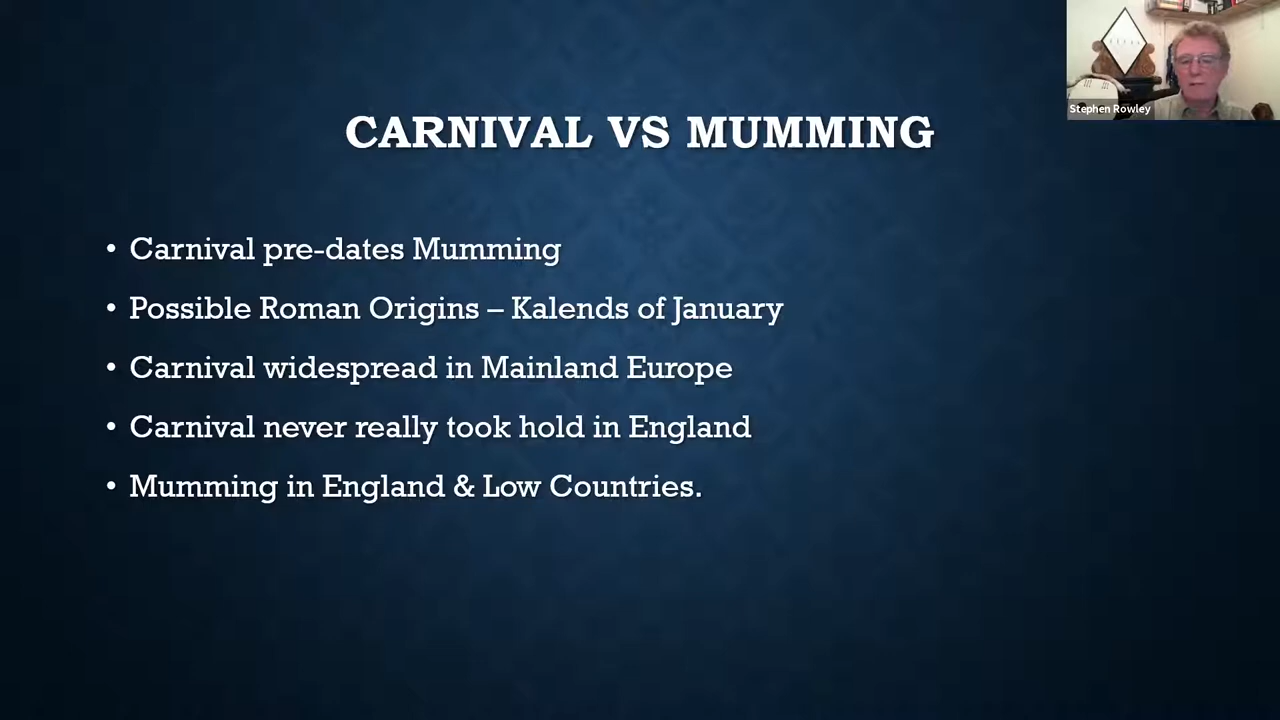 Stephen Rowley
CARNIVAL VS MUMMING
• Carnival pre-dates Mumming
• Possible Roman Origins – Kalends of January
• Carnival widespread in Mainland Europe
• Carnival never really took hold in England
• Mumming in England & Low Countries.